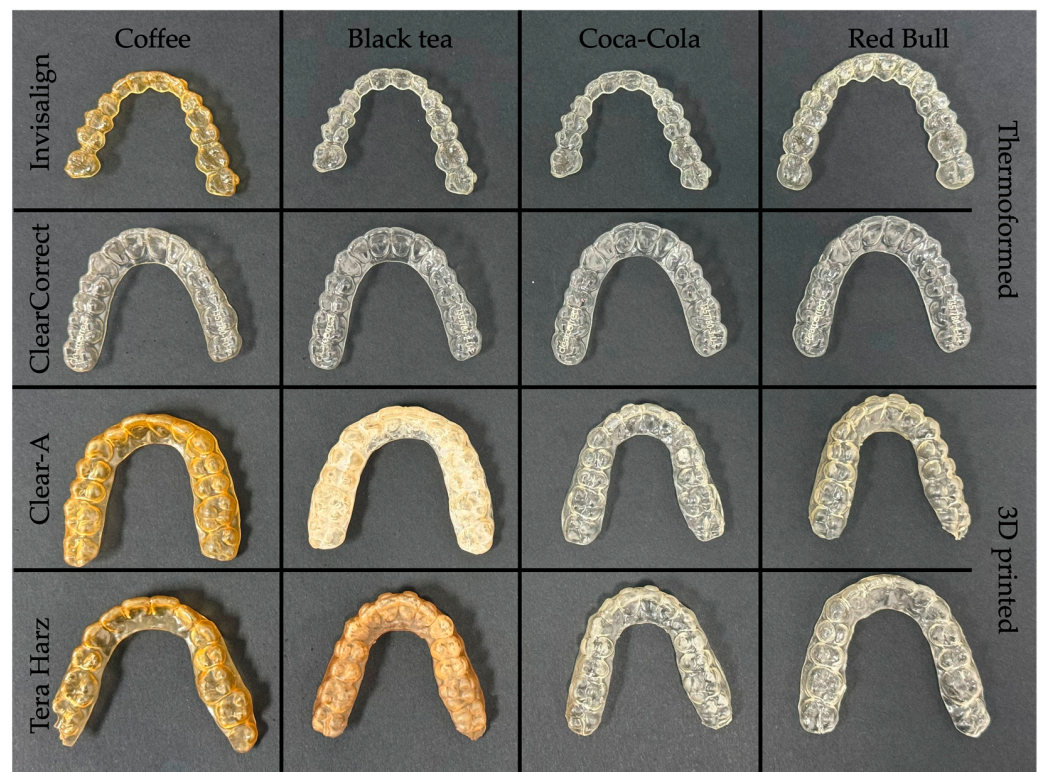 Coffee
Black tea
Coca-Cola
Red Bull
Invisalign
ClearCorrect
Clear-A
Tera Harz
Thermoformed
3D printed